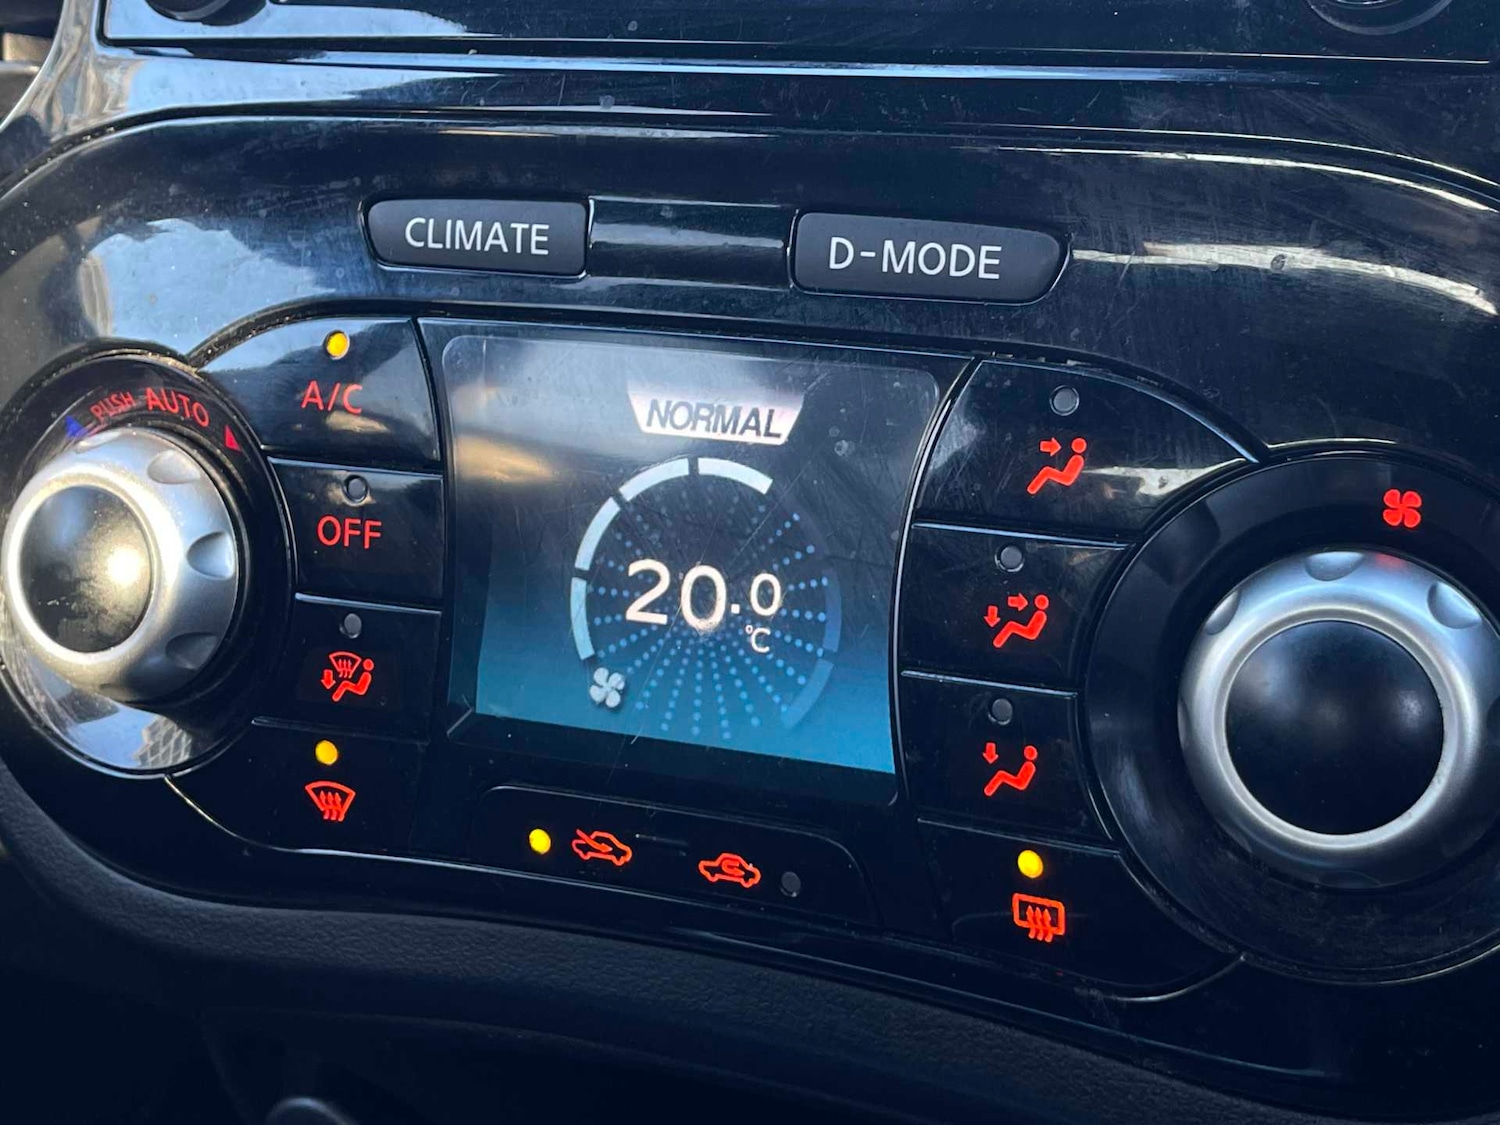 CLIMATE
D-MODE
PUSH AUTO
A/C
NORMAL
OFF
20.0
°C